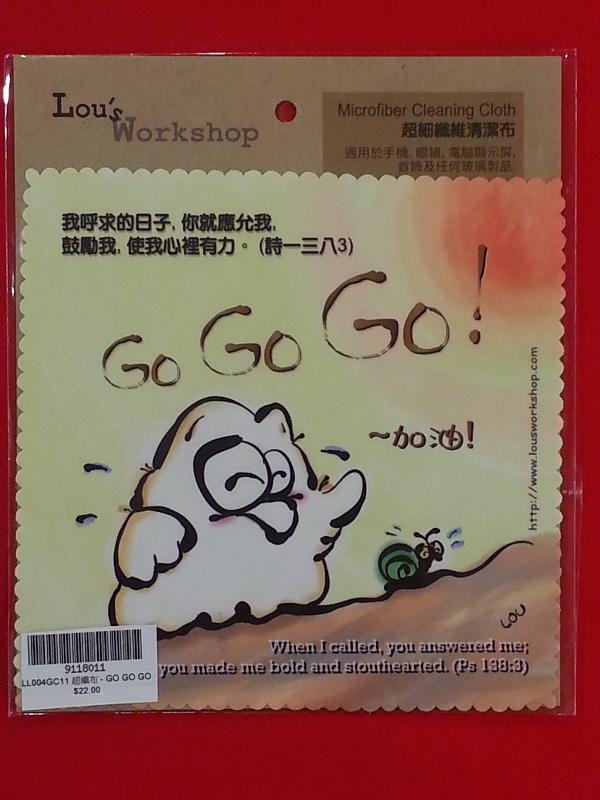 Lou's
Workshop
Microfiber Cleaning Cloth
超細纖維清潔布
適用於手機, 眼鏡, 電腦顯示屏,
首飾及任何玻璃製品
我呼求的日子, 你就應允我,
鼓勵我, 使我心裡有力。 (詩一三八3)
Go Go Go!
~加油!
http://www.lousworkshop.com
LOU
When I called, you answered me;
you made me bold and stouthearted. (Ps 138:3)
9118011
LL004GC11 超纖布 - GO GO GO
$22.00